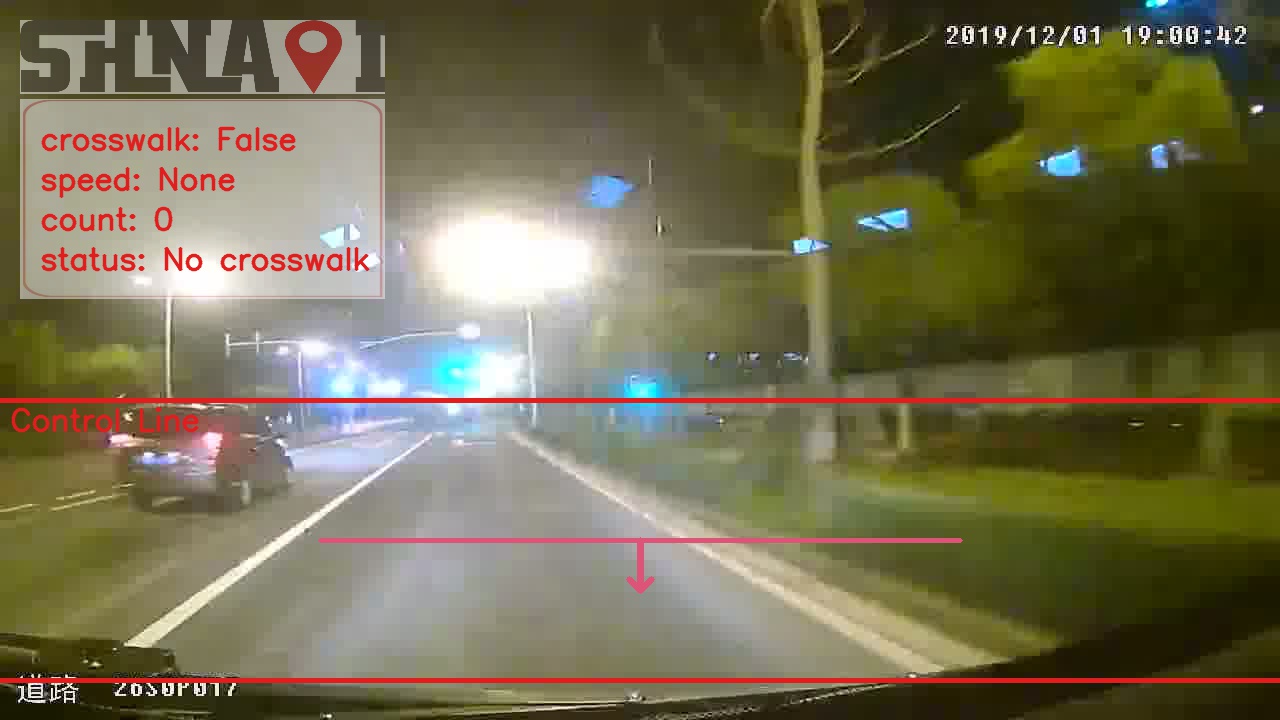 SHNAVI
2019/12/01 19:00:42
crosswalk: False
speed: None
count: 0
status: No crosswalk
Control Line
道路